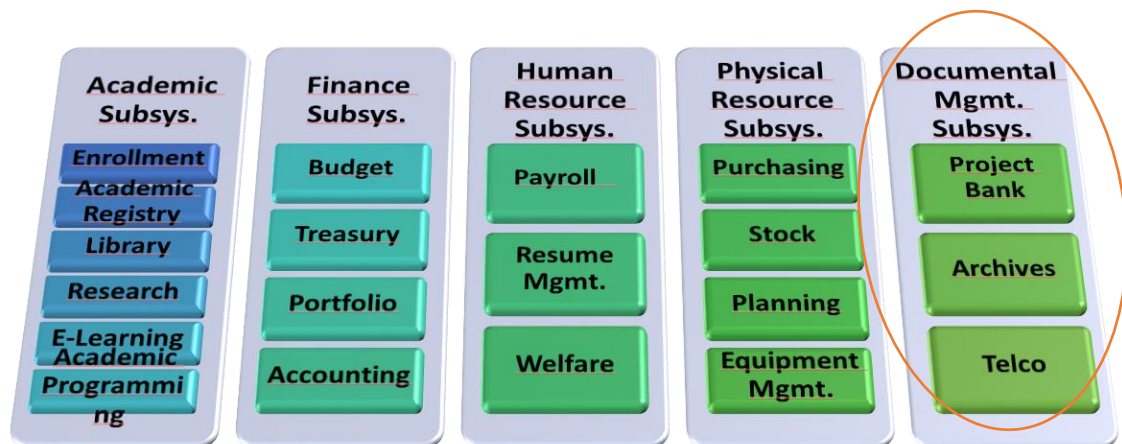 Academic
Subsys.
Enrollment
Academic
Registry
Library
Research
E-Learning
Academic
Programmi
ng
Finance
Subsys.
Budget
Treasury
Portfolio
Accounting
Human
Resource
Subsys.
Payroll
Resume
Mgmt.
Welfare
Physical
Resource
Subsys.
Purchasing
Stock
Planning
Equipment
Mgmt.
Documental
Mgmt.
Subsys.
Project
Bank
Archives
Telco